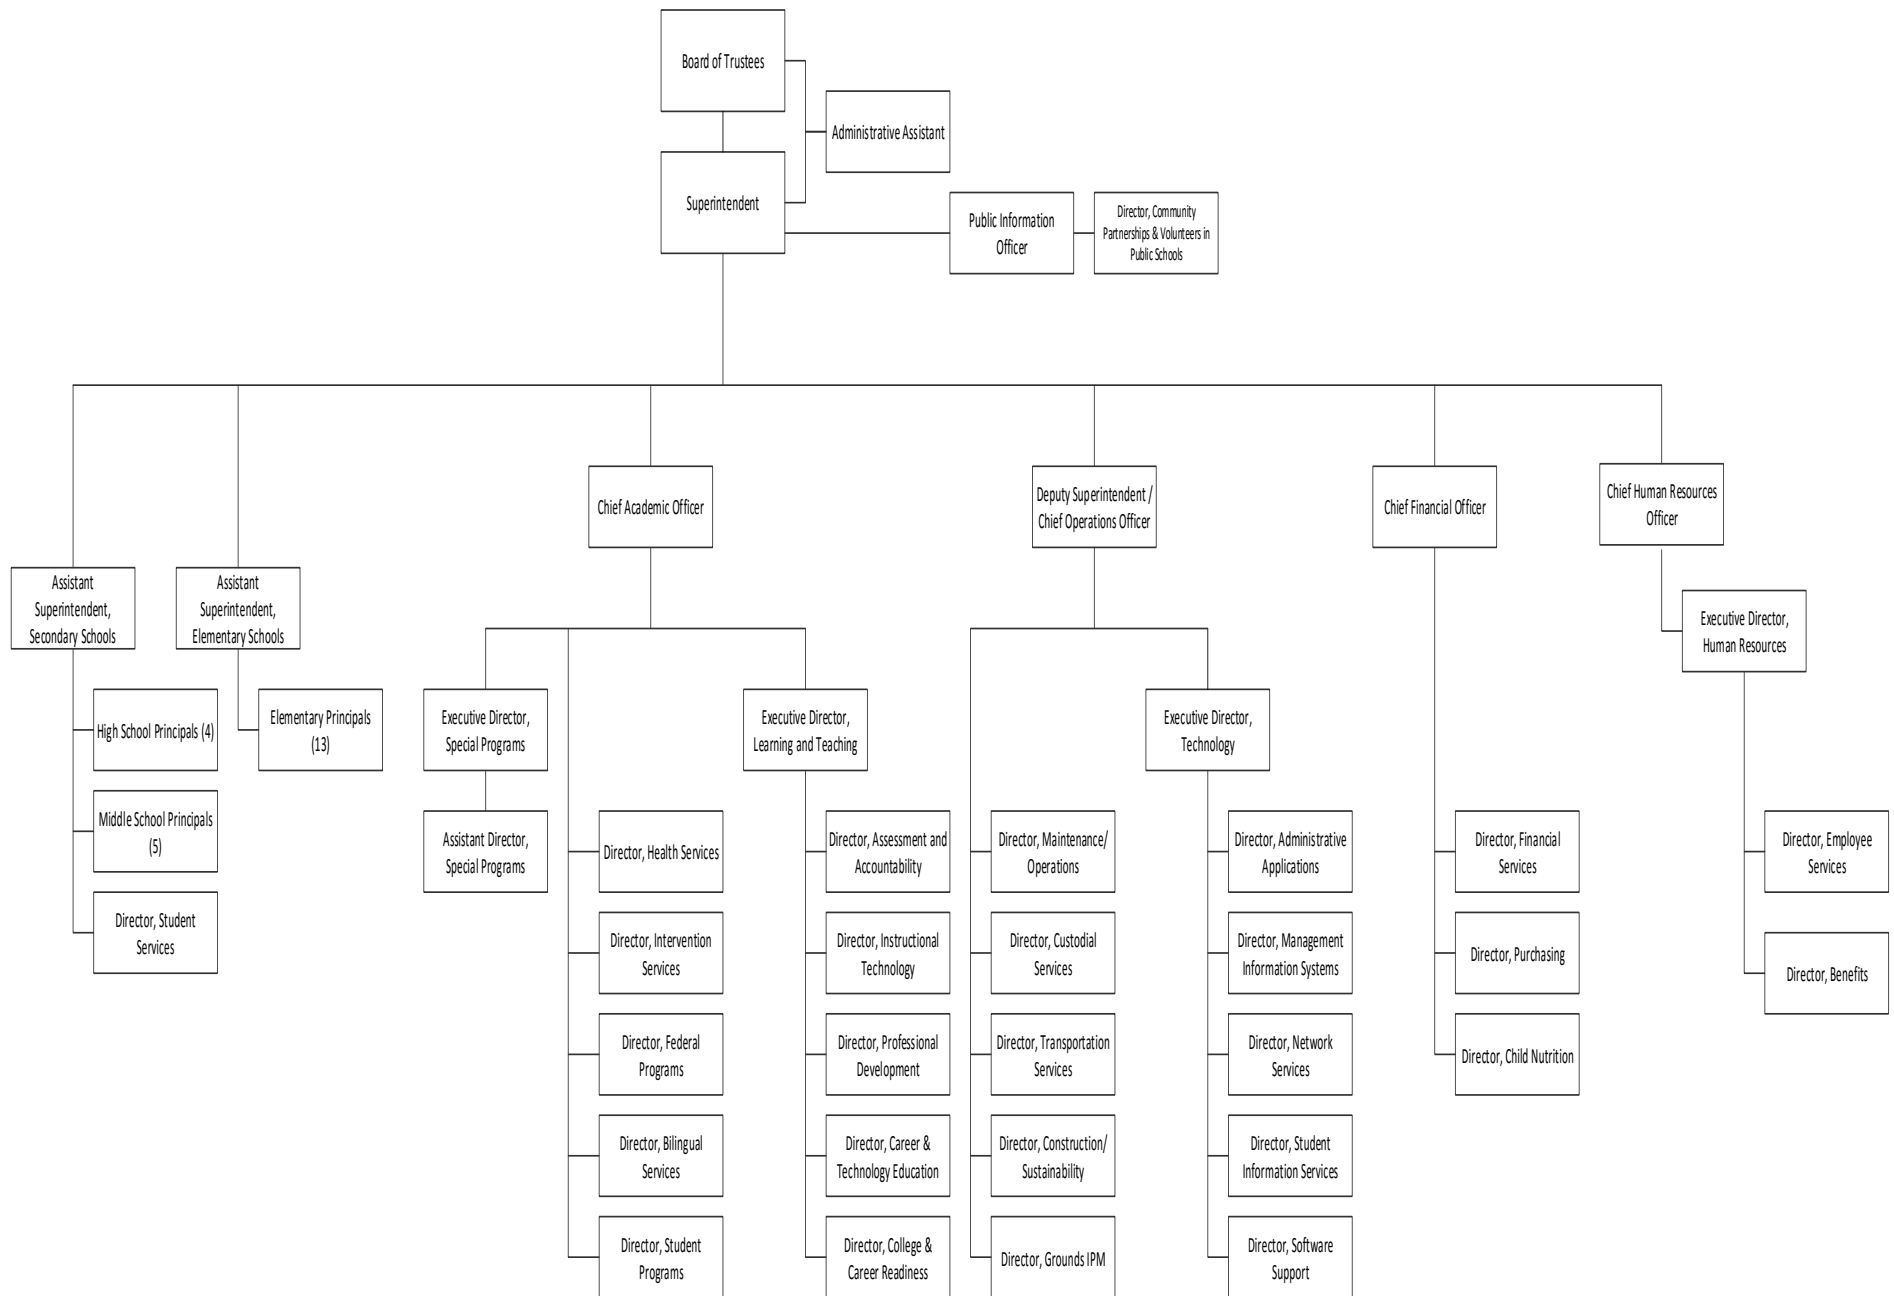 Board of Trustees
Administrative Assistant
Superintendent
Public Information
Officer
Director, Community
Partnerships & Volunteers in
Public Schools
Chief Academic Officer
Deputy Superintendent /
Chief Operations Officer
Chief Financial Officer
Chief Human Resources
Officer
Assistant
Superintendent,
Secondary Schools
Assistant
Superintendent,
Elementary Schools
Executive Director,
Human Resources
High School Principals (4)
Elementary Principals
(13)
Executive Director,
Special Programs
Executive Director,
Learning and Teaching
Executive Director,
Technology
Middle School Principals
(5)
Assistant Director,
Special Programs
Director, Health Services
Director, Assessment and
Accountability
Director, Maintenance/
Operations
Director, Administrative
Applications
Director, Financial
Services
Director, Employee
Services
Director, Student
Services
Director, Intervention
Services
Director, Instructional
Technology
Director, Custodial
Services
Director, Management
Information Systems
Director, Purchasing
Director, Benefits
Director, Federal
Programs
Director, Professional
Development
Director, Transportation
Services
Director, Network
Services
Director, Child Nutrition
Director, Bilingual
Services
Director, Career &
Technology Education
Director, Construction/
Sustainability
Director, Student
Information Services
Director, Student
Programs
Director, College &
Career Readiness
Director, Grounds IPM
Director, Software
Support